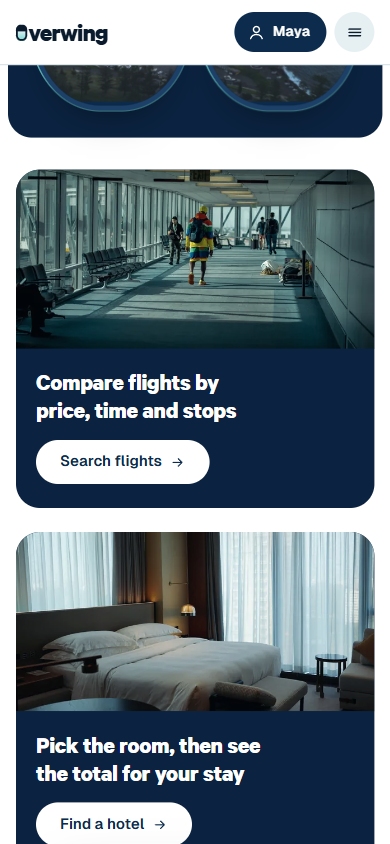 Overwing
Maya
Compare flights by
price, time and stops
Search flights →
Pick the room, then see
the total for your stay
Find a hotel →